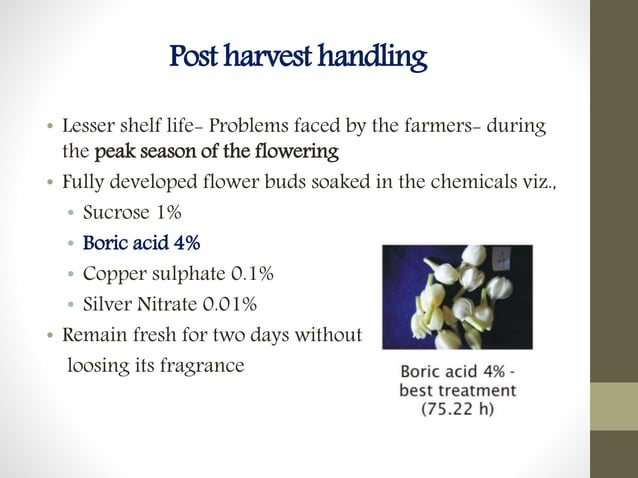 Post harvest handling
• Lesser shelf life- Problems faced by the farmers- during
the peak season of the flowering
• Fully developed flower buds soaked in the chemicals viz.,
• Sucrose 1%
• Boric acid 4%
• Copper sulphate 0.1%
• Silver Nitrate 0.01%
• Remain fresh for two days without
loosing its fragrance
4
Boric acid 4% -
best treatment
(75.22 h)